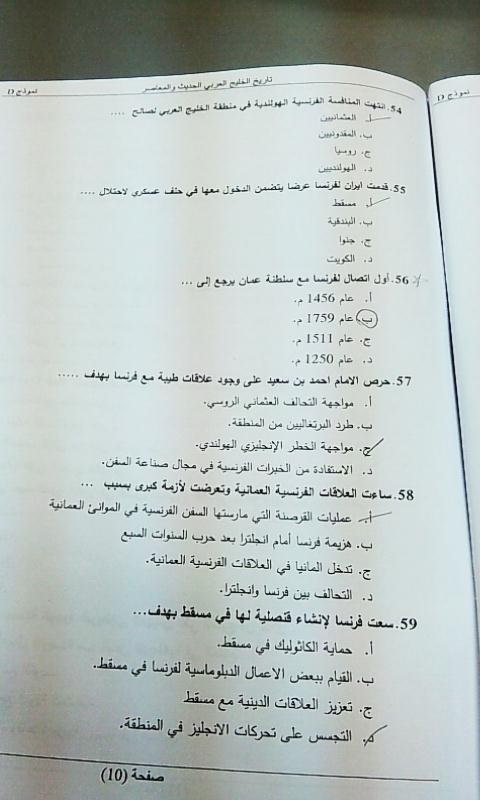 تاريخ الخليج العربي الحديث والمعاصر
نموذج D
نموذج D
54. انتهت المنافسة الفرنسية الهولندية في منطقة الخليج العربي لصالح ....
أ. العثمانيين
ب. المقدونيين
ج. روسيا
د. الهولنديين
55. قدمت ايران لفرنسا عرضا يتضمن الدخول معها في حلف عسكري لاحتلال ....
أ. مسقط
ب. البندقية
ج. جنوا
د. الكويت
56. أول اتصال لفرنسا مع سلطنة عمان يرجع إلى ...
أ. عام 1456 م.
ب. عام 1759 م.
ج. عام 1511 م.
د. عام 1250 م.
57. حرص الامام احمد بن سعيد على وجود علاقات طيبة مع فرنسا بهدف .....
أ. مواجهة التحالف العثماني الروسي.
ب. طرد البرتغاليين من المنطقة.
ج. مواجهة الخطر الإنجليزي الهولندي.
د. الاستفادة من الخبرات الفرنسية في مجال صناعة السفن.
58. ساءت العلاقات الفرنسية العمانية وتعرضت لأزمة كبرى بسبب ...
أ. عمليات القرصنة التي مارستها السفن الفرنسية في الموانئ العمانية
ب. هزيمة فرنسا أمام انجلترا بعد حرب السنوات السبع
ج. تدخل المانيا في العلاقات الفرنسية العمانية.
د. التحالف بين فرنسا وانجلترا.
59. سعت فرنسا لإنشاء قنصلية لها في مسقط بهدف...
أ. حماية الكاثوليك في مسقط.
ب. القيام ببعض الاعمال الدبلوماسية لفرنسا في مسقط.
ج. تعزيز العلاقات الدينية مع مسقط
د. التجسس على تحركات الانجليز في المنطقة.
صفحة (10)